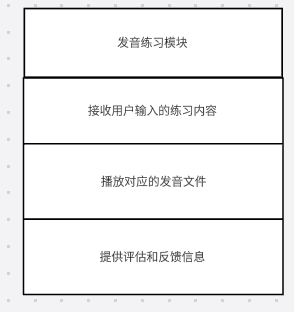 发音练习模块
接收用户输入的练习内容
播放对应的发音文件
提供评估和反馈信息